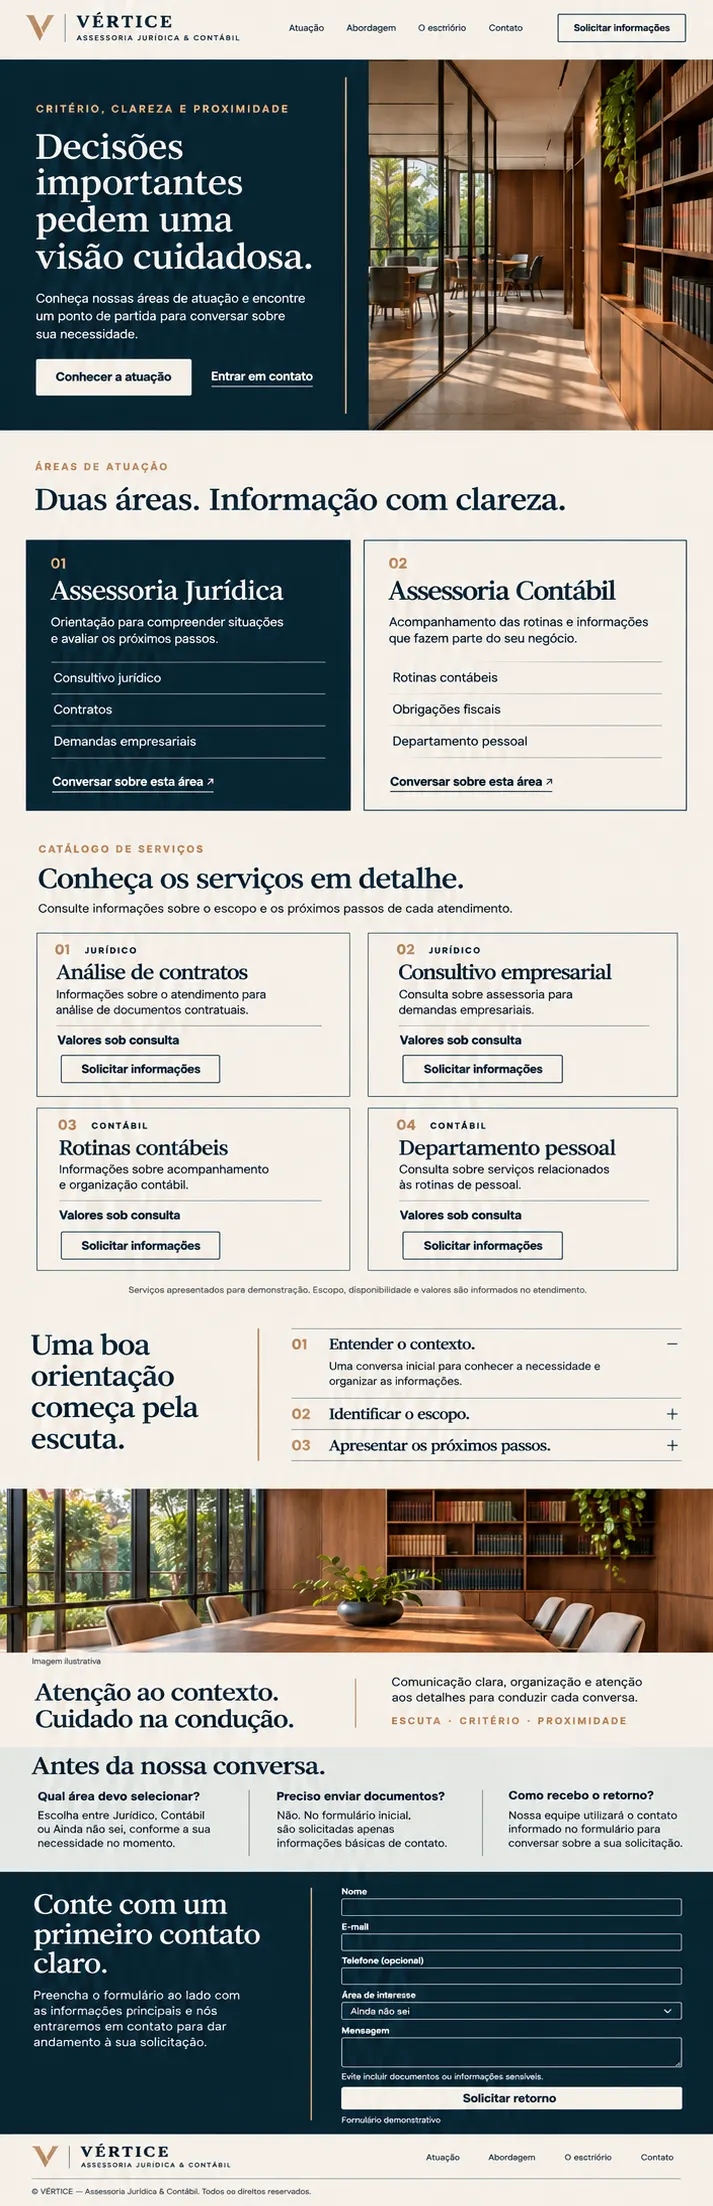 VÉRTICE
ASSESSORIA JURÍDICA & CONTÁBIL
Atuação
Abordagem
O esctriório
Contato
Solicitar informações
CRITÉRIO, CLAREZA E PROXIMIDADE
Decisões
importantes
pedem uma
visão cuidadosa.
Conheça nossas áreas de atuação e encontre
um ponto de partida para conversar sobre
sua necessidade.
Conhecer a atuação
Entrar em contato
ÁREAS DE ATUAÇÃO
Duas áreas. Informação com clareza.
01
Assessoria Jurídica
Orientação para compreender situações
e avaliar os próximos passos.
Consultivo jurídico
Contratos
Demandas empresariais
Conversar sobre esta área ↗
02
Assessoria Contábil
Acompanhamento das rotinas e informações
que fazem parte do seu negócio.
Rotinas contábeis
Obrigações fiscais
Departamento pessoal
Conversar sobre esta área ↗
CATÁLOGO DE SERVIÇOS
Conheça os serviços em detalhe.
Consulte informações sobre o escopo e os próximos passos de cada atendimento.
01 JURÍDICO
Análise de contratos
Informações sobre o atendimento para
análise de documentos contratuais.
Valores sob consulta
Solicitar informações
02 JURÍDICO
Consultivo empresarial
Consulta sobre assessoria para
demandas empresariais.
Valores sob consulta
Solicitar informações
03 CONTÁBIL
Rotinas contábeis
Informações sobre acompanhamento
e organização contábil.
Valores sob consulta
Solicitar informações
04 CONTÁBIL
Departamento pessoal
Consulta sobre serviços relacionados
às rotinas de pessoal.
Valores sob consulta
Solicitar informações
Serviços apresentados para demonstração. Escopo, disponibilidade e valores são informados no atendimento.
Uma boa
orientação
começa pela
escuta.
01 Entender o contexto. −
Uma conversa inicial para conhecer a necessidade e
organizar as informações.
02 Identificar o escopo. +
03 Apresentar os próximos passos. +
Imagem ilustrativa
Atenção ao contexto.
Cuidado na condução.
Comunicação clara, organização e atenção
aos detalhes para conduzir cada conversa.
ESCUTA · CRITÉRIO · PROXIMIDADE
Antes da nossa conversa.
Qual área devo selecionar?
Escolha entre Jurídico, Contábil
ou Ainda não sei, conforme a sua
necessidade no momento.
Preciso enviar documentos?
Não. No formulário inicial,
são solicitadas apenas
informações básicas de contato.
Como recebo o retorno?
Nossa equipe utilizará o contato
informado no formulário para
conversar sobre a sua solicitação.
Conte com um
primeiro contato
claro.
Preencha o formulário ao lado com
as informações principais e nós
entraremos em contato para dar
andamento à sua solicitação.
Nome
E-mail
Telefone (opcional)
Área de interesse
Ainda não sei
Mensagem
Evite incluir documentos ou informações sensíveis.
Solicitar retorno
Formulário demonstrativo
VÉRTICE
ASSESSORIA JURÍDICA & CONTÁBIL
Atuação
Abordagem
O esctriório
Contato
© VÉRTICE — Assessoria Jurídica & Contábil. Todos oo direitos reservados.